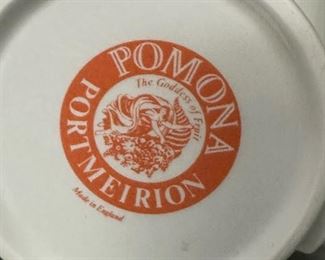 POMONA
The Goddess of Fruit
PORTMEIRION
Made in England